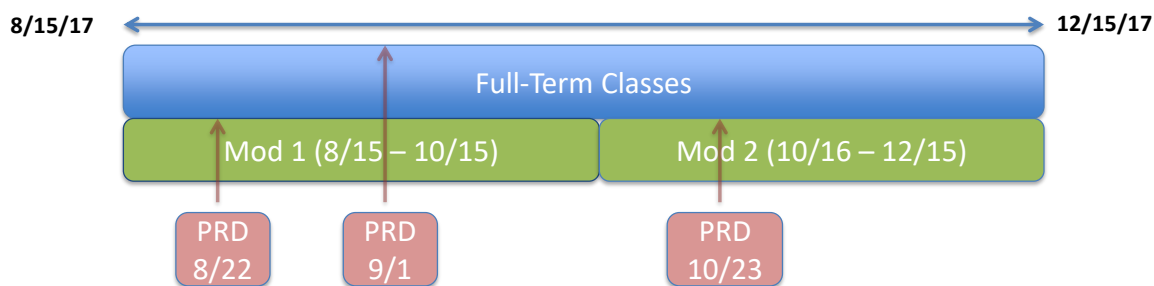 8/15/17
12/15/17
Full-Term Classes
Mod 1 (8/15 – 10/15)
Mod 2 (10/16 – 12/15)
PRD
8/22
PRD
9/1
PRD
10/23